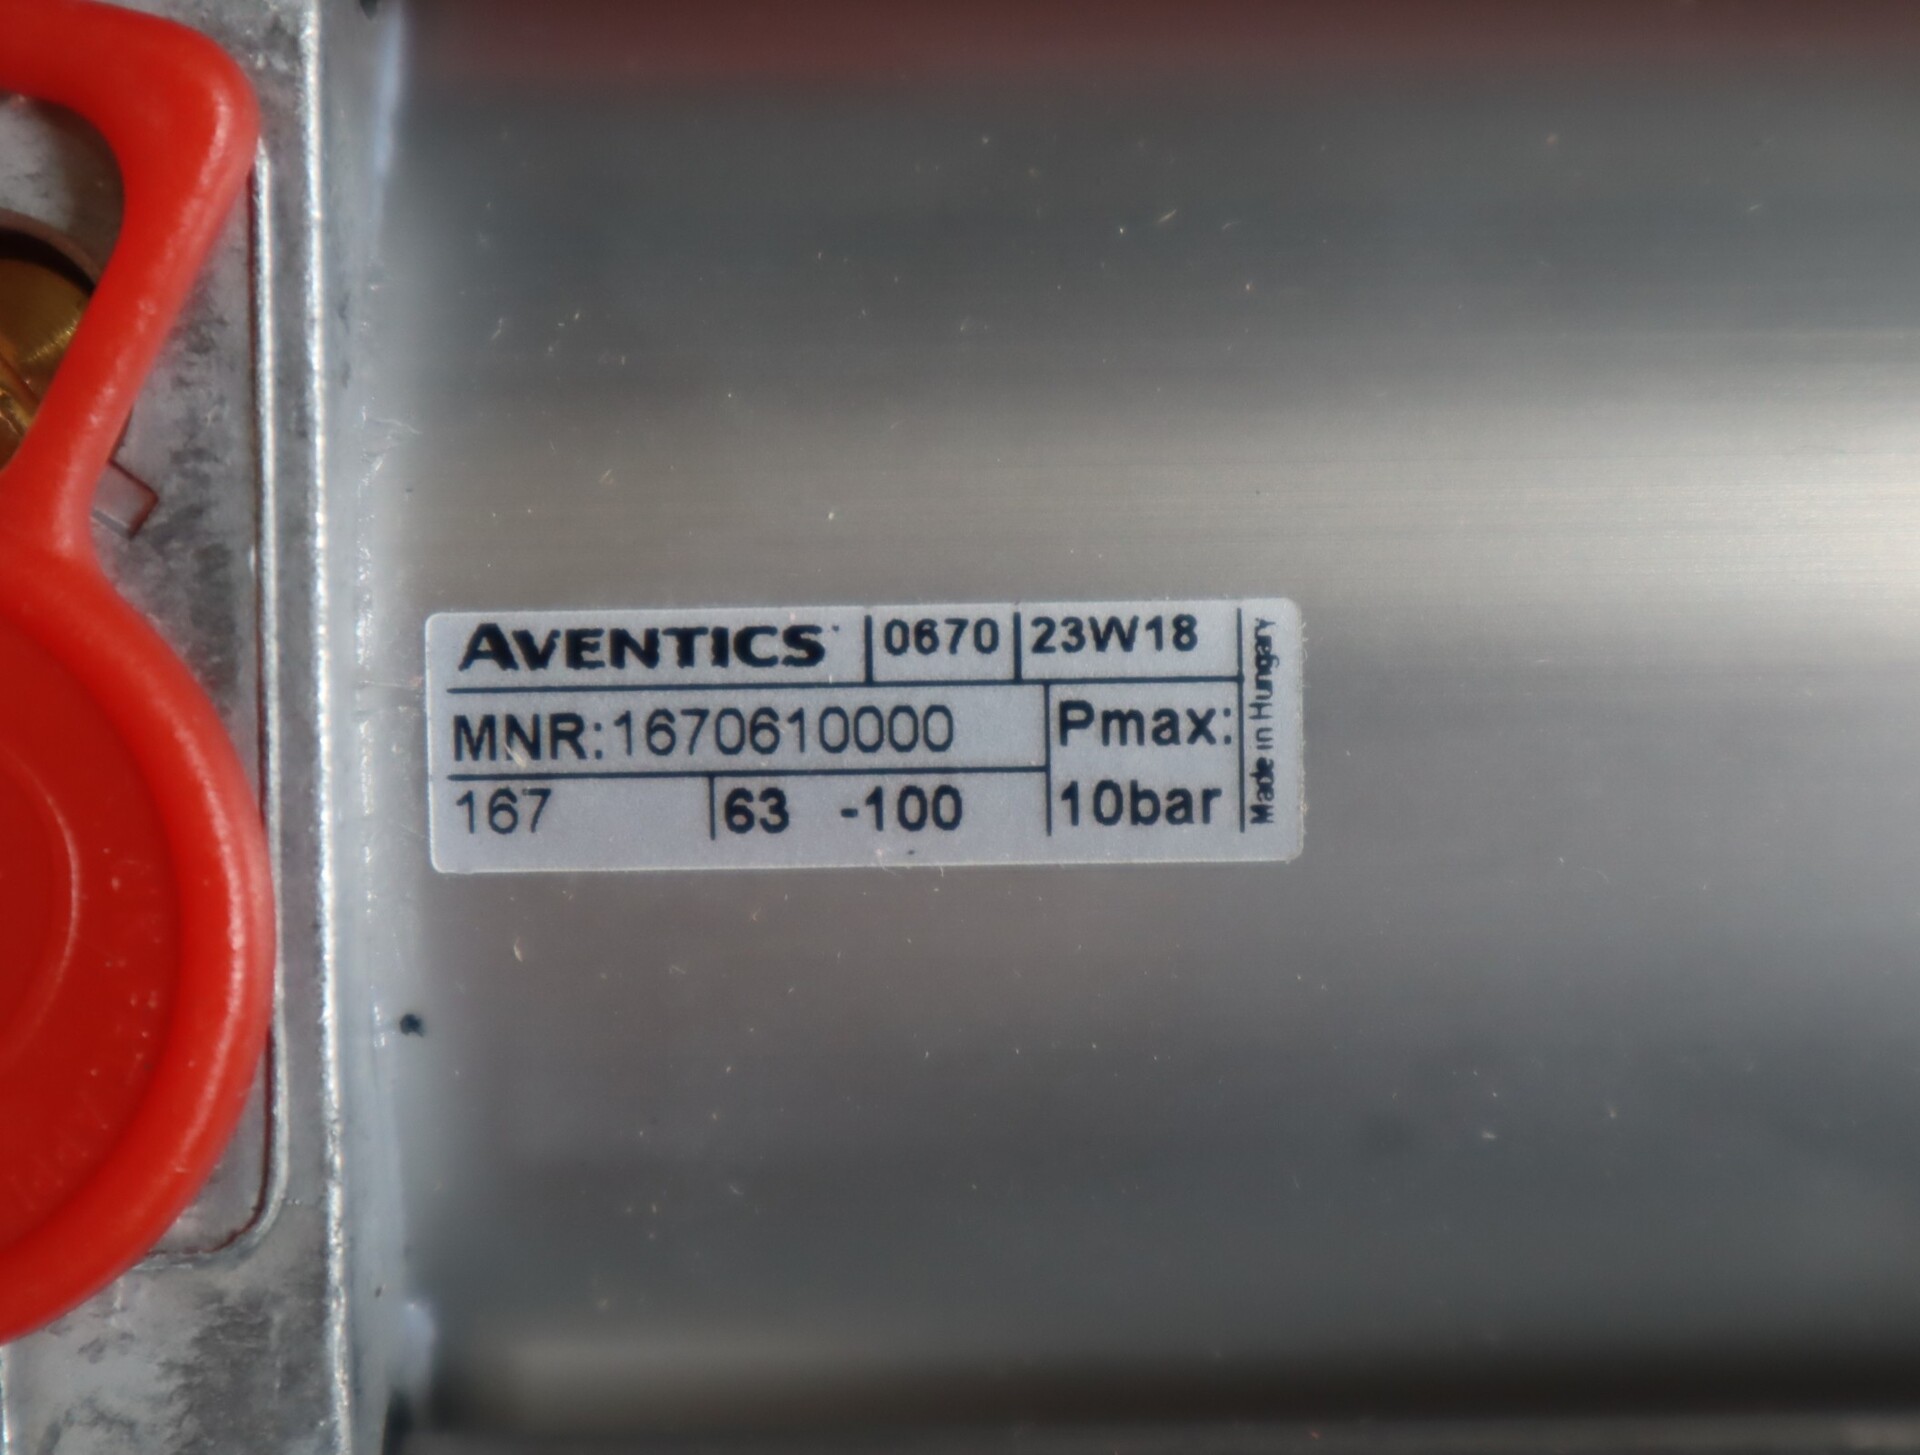 AVENTICS 0670 23W18
MNR:1670610000 Pmax:
167 63 -100 10bar
Made in Hungary